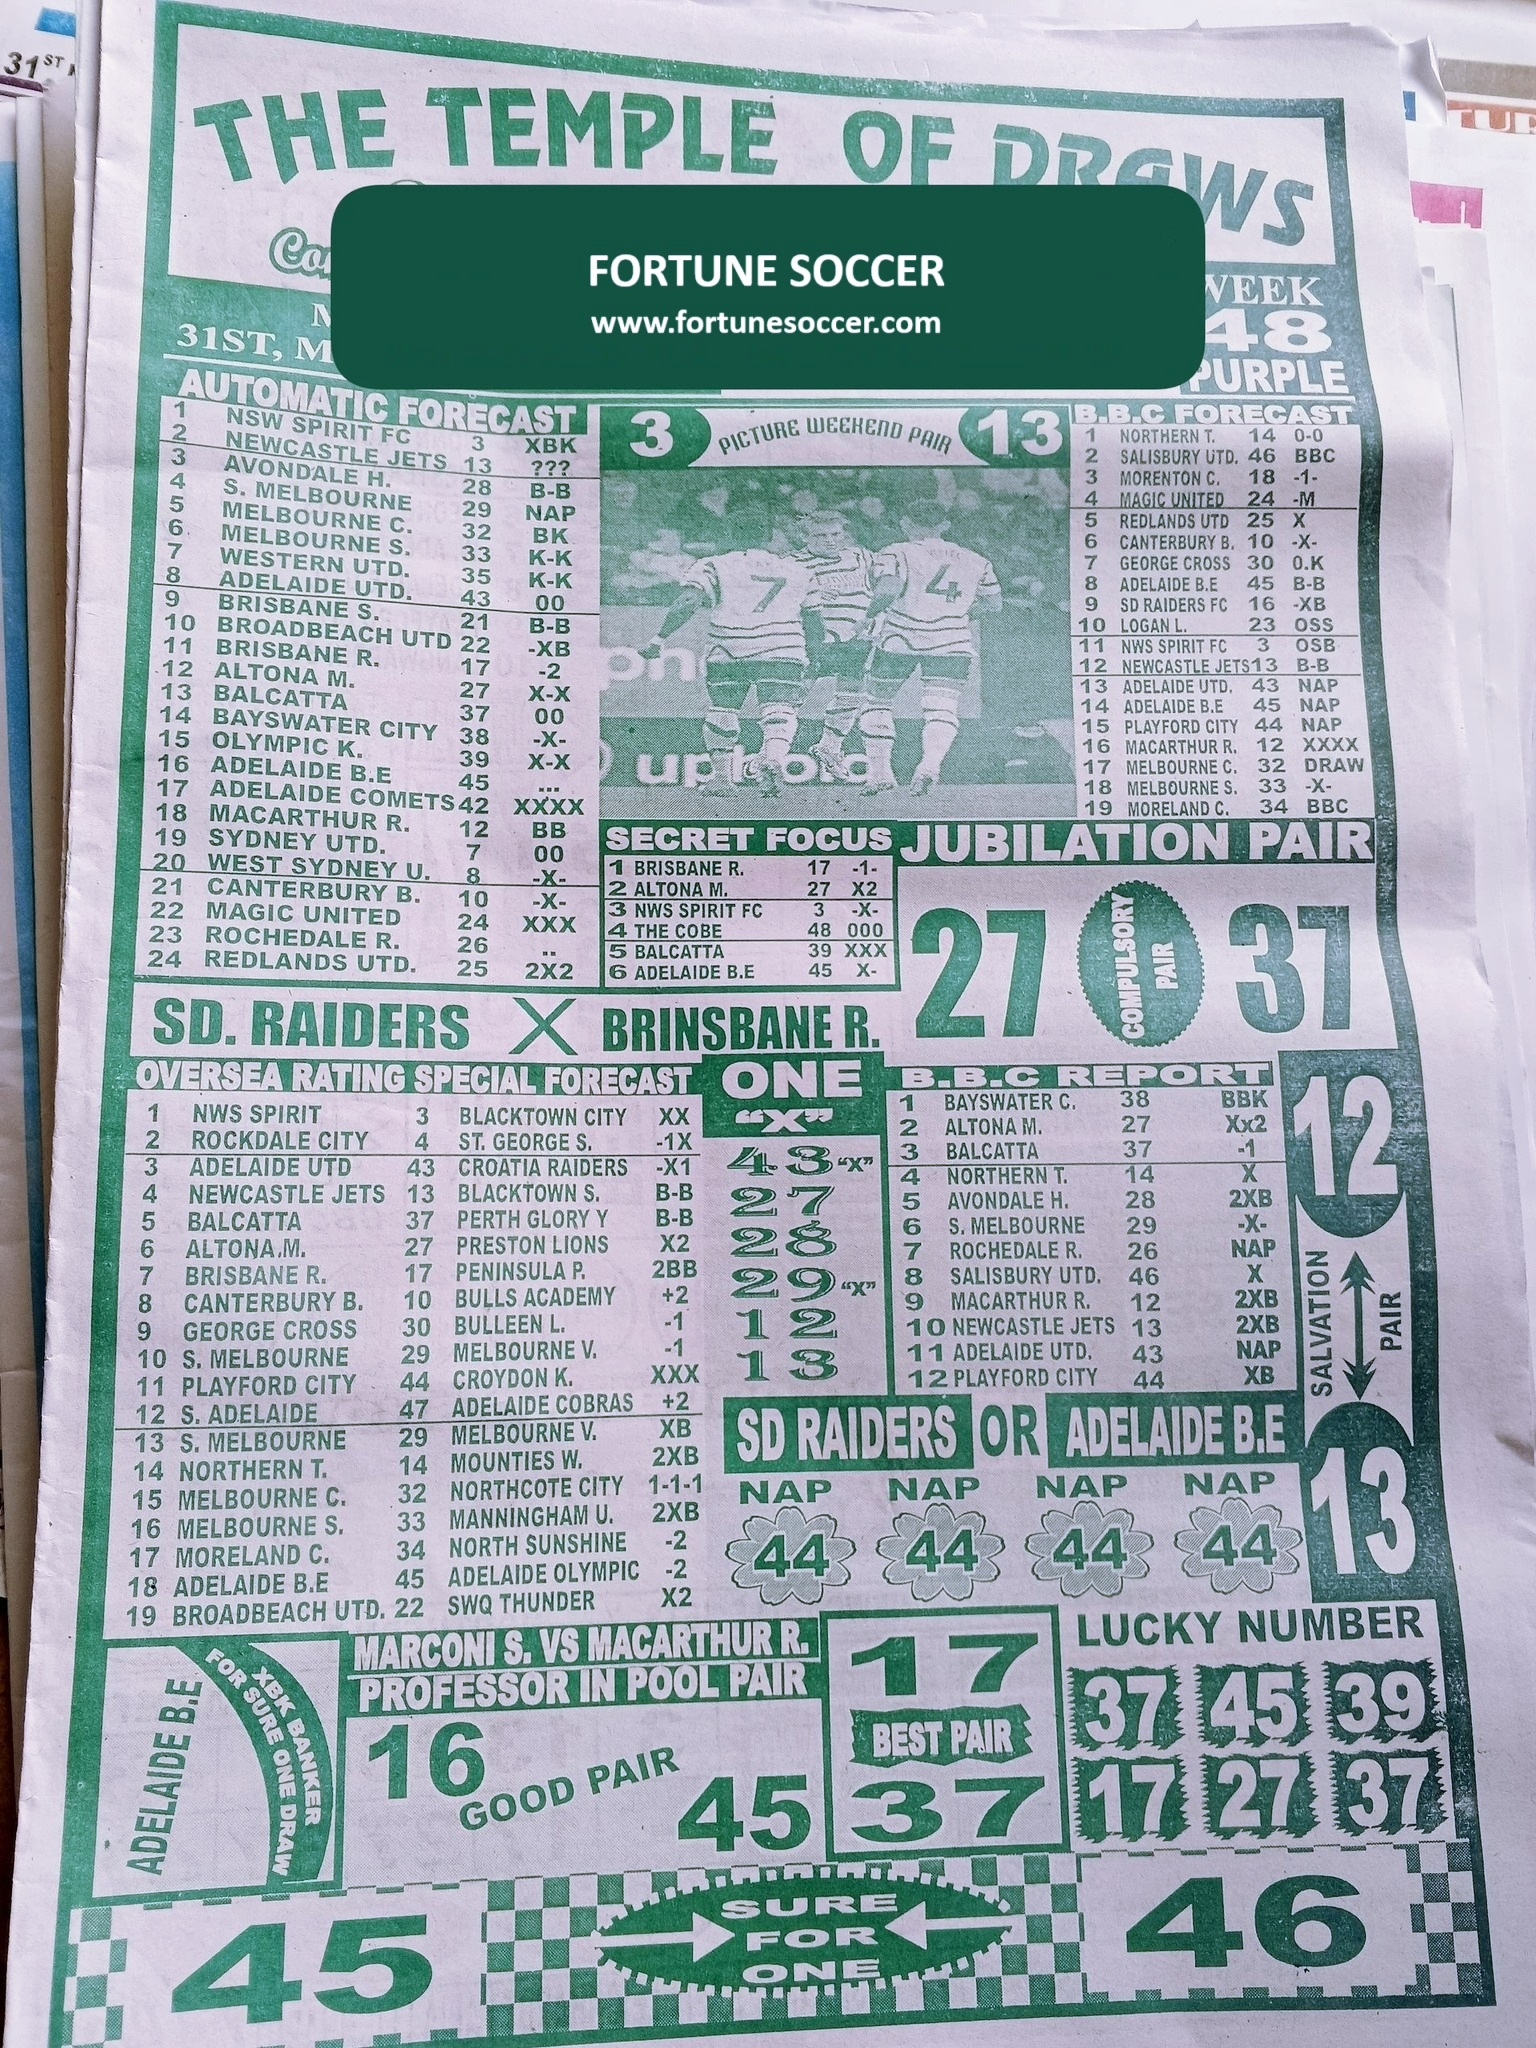 31ST
THE TEMPLE OF DRAWS
FORTUNE SOCCER
www.fortunesoccer.com
WEEK
48
31ST, M
PURPLE
AUTOMATIC FORECAST
1 NSW SPIRIT FC 3 XBK
2 NEWCASTLE JETS 13 ???
3 AVONDALE H. 28 B-B
4 S. MELBOURNE 29 NAP
5 MELBOURNE C. 32 BK
6 MELBOURNE S. 33 K-K
7 WESTERN UTD. 35 K-K
8 ADELAIDE UTD. 43 00
9 BRISBANE S. 21 B-B
10 BROADBEACH UTD 22 -XB
11 BRISBANE R. 17 -2
12 ALTONA M. 27 X-X
13 BALCATTA 37 00
14 BAYSWATER CITY 38 -X-
15 OLYMPIC K. 39 X-X
16 ADELAIDE B.E 45 ...
17 ADELAIDE COMETS 42 XXXX
18 MACARTHUR R. 12 BB
19 SYDNEY UTD. 7 00
20 WEST SYDNEY U. 8 -X-
21 CANTERBURY B. 10 -X-
22 MAGIC UNITED 24 XXX
23 ROCHEDALE R. 26 ..
24 REDLANDS UTD. 25 2X2
3 PICTURE WEEKEND PAIR 13
7
4
B.B.C FORECAST
1 NORTHERN T. 14 0-0
2 SALISBURY UTD. 46 BBC
3 MORENTON C. 18 -1-
4 MAGIC UNITED 24 -M
5 REDLANDS UTD 25 X
6 CANTERBURY B. 10 -X-
7 GEORGE CROSS 30 0.K
8 ADELAIDE B.E 45 B-B
9 SD RAIDERS FC 16 -XB
10 LOGAN L. 23 OSS
11 NWS SPIRIT FC 3 OSB
12 NEWCASTLE JETS 13 B-B
13 ADELAIDE UTD. 43 NAP
14 ADELAIDE B.E 45 NAP
15 PLAYFORD CITY 44 NAP
16 MACARTHUR R. 12 XXXX
17 MELBOURNE C. 32 DRAW
18 MELBOURNE S. 33 -X-
19 MORELAND C. 34 BBC
SECRET FOCUS
1 BRISBANE R. 17 -1-
2 ALTONA M. 27 X2
3 NWS SPIRIT FC 3 -X-
4 THE COBE 48 000
5 BALCATTA 39 XXX
6 ADELAIDE B.E 45 X-
JUBILATION PAIR
27 COMPULSORY PAIR 37
SD. RAIDERS X BRINSBANE R.
OVERSEA RATING SPECIAL FORECAST
1 NWS SPIRIT 3 BLACKTOWN CITY XX
2 ROCKDALE CITY 4 ST. GEORGE S. -1X
3 ADELAIDE UTD 43 CROATIA RAIDERS -X1
4 NEWCASTLE JETS 13 BLACKTOWN S. B-B
5 BALCATTA 37 PERTH GLORY Y B-B
6 ALTONA.M. 27 PRESTON LIONS X2
7 BRISBANE R. 17 PENINSULA P. 2BB
8 CANTERBURY B. 10 BULLS ACADEMY +2
9 GEORGE CROSS 30 BULLEEN L. -1
10 S. MELBOURNE 29 MELBOURNE V. -1
11 PLAYFORD CITY 44 CROYDON K. XXX
12 S. ADELAIDE 47 ADELAIDE COBRAS +2
13 S. MELBOURNE 29 MELBOURNE V. XB
14 NORTHERN T. 14 MOUNTIES W. 2XB
15 MELBOURNE C. 32 NORTHCOTE CITY 1-1-1
16 MELBOURNE S. 33 MANNINGHAM U. 2XB
17 MORELAND C. 34 NORTH SUNSHINE -2
18 ADELAIDE B.E 45 ADELAIDE OLYMPIC -2
19 BROADBEACH UTD. 22 SWQ THUNDER X2
ONE
"X"
43 "X"
27
28
29 "X"
12
13
B.B.C REPORT
1 BAYSWATER C. 38 BBK
2 ALTONA M. 27 Xx2
3 BALCATTA 37 -1
4 NORTHERN T. 14 X
5 AVONDALE H. 28 2XB
6 S. MELBOURNE 29 -X-
7 ROCHEDALE R. 26 NAP
8 SALISBURY UTD. 46 X
9 MACARTHUR R. 12 2XB
10 NEWCASTLE JETS 13 2XB
11 ADELAIDE UTD. 43 NAP
12 PLAYFORD CITY 44 XB
12
SALVATION PAIR
13
SD RAIDERS OR ADELAIDE B.E
NAP NAP NAP NAP
44 44 44 44
ADELAIDE B.E
XBK BANKER
FOR SURE ONE DRAW
MARCONI S. VS MACARTHUR R.
PROFESSOR IN POOL PAIR
16 GOOD PAIR 45
17
BEST PAIR
37
LUCKY NUMBER
37 45 39
17 27 37
45 SURE FOR ONE 46